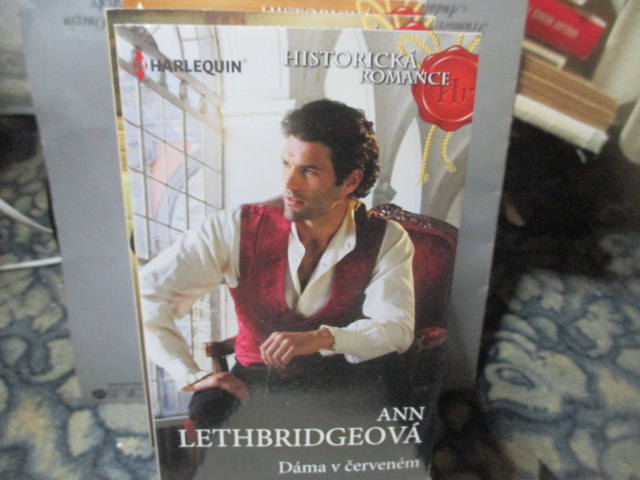 HARLEQUIN
HISTORICKÁ
ROMANCE
ANN
LETHBRIDGEOVÁ
Dáma v červeném